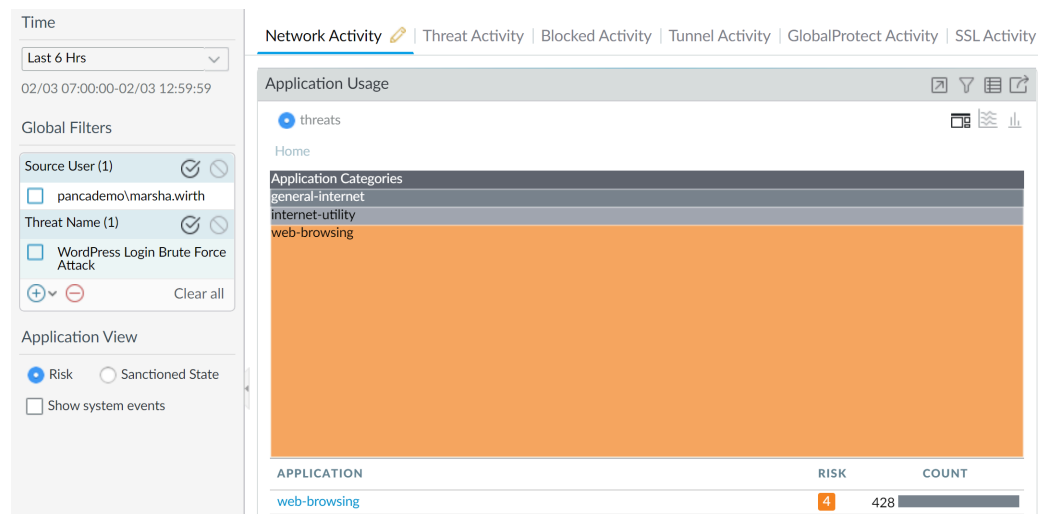 Time
Last 6 Hrs
02/03 07:00:00-02/03 12:59:59
Global Filters
Source User (1)
pancademo\marsha.wirth
Threat Name (1)
WordPress Login Brute Force
Attack
Clear all
Application View
Risk
Sanctioned State
Show system events
Network Activity
Threat Activity
Blocked Activity
Tunnel Activity
GlobalProtect Activity
SSL Activity
Application Usage
threats
Home
Application Categories
general-internet
internet-utility
web-browsing
APPLICATION RISK COUNT
web-browsing 4 428